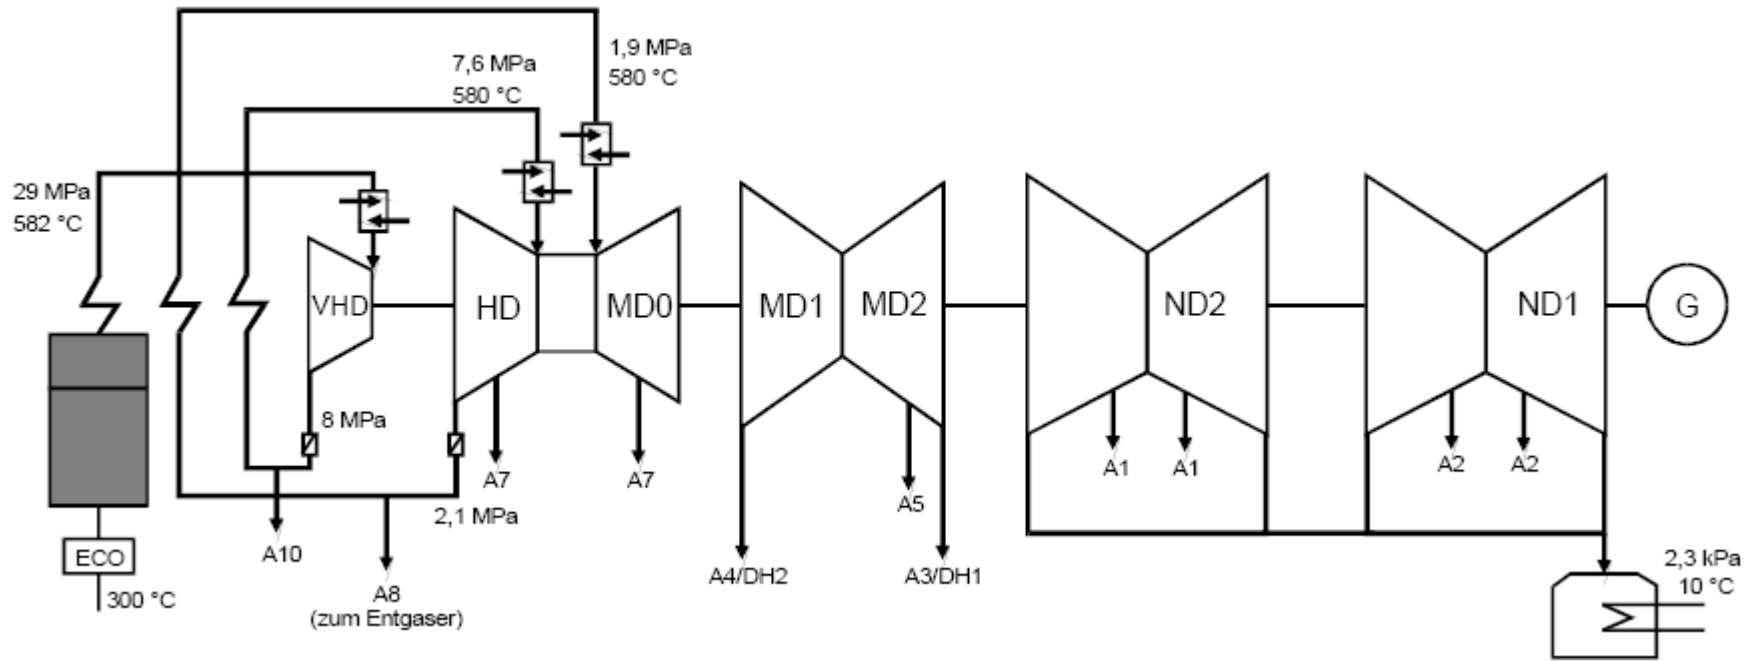 1,9 MPa
580 °C
7,6 MPa
580 °C
29 MPa
582 °C
VHD
HD
MD0
MD1
MD2
ND2
ND1
G
8 MPa
A7
A7
A5
A1
A1
A2
A2
2,1 MPa
ECO
300 °C
A10
A8
(zum Entgaser)
A4/DH2
A3/DH1
2,3 kPa
10 °C